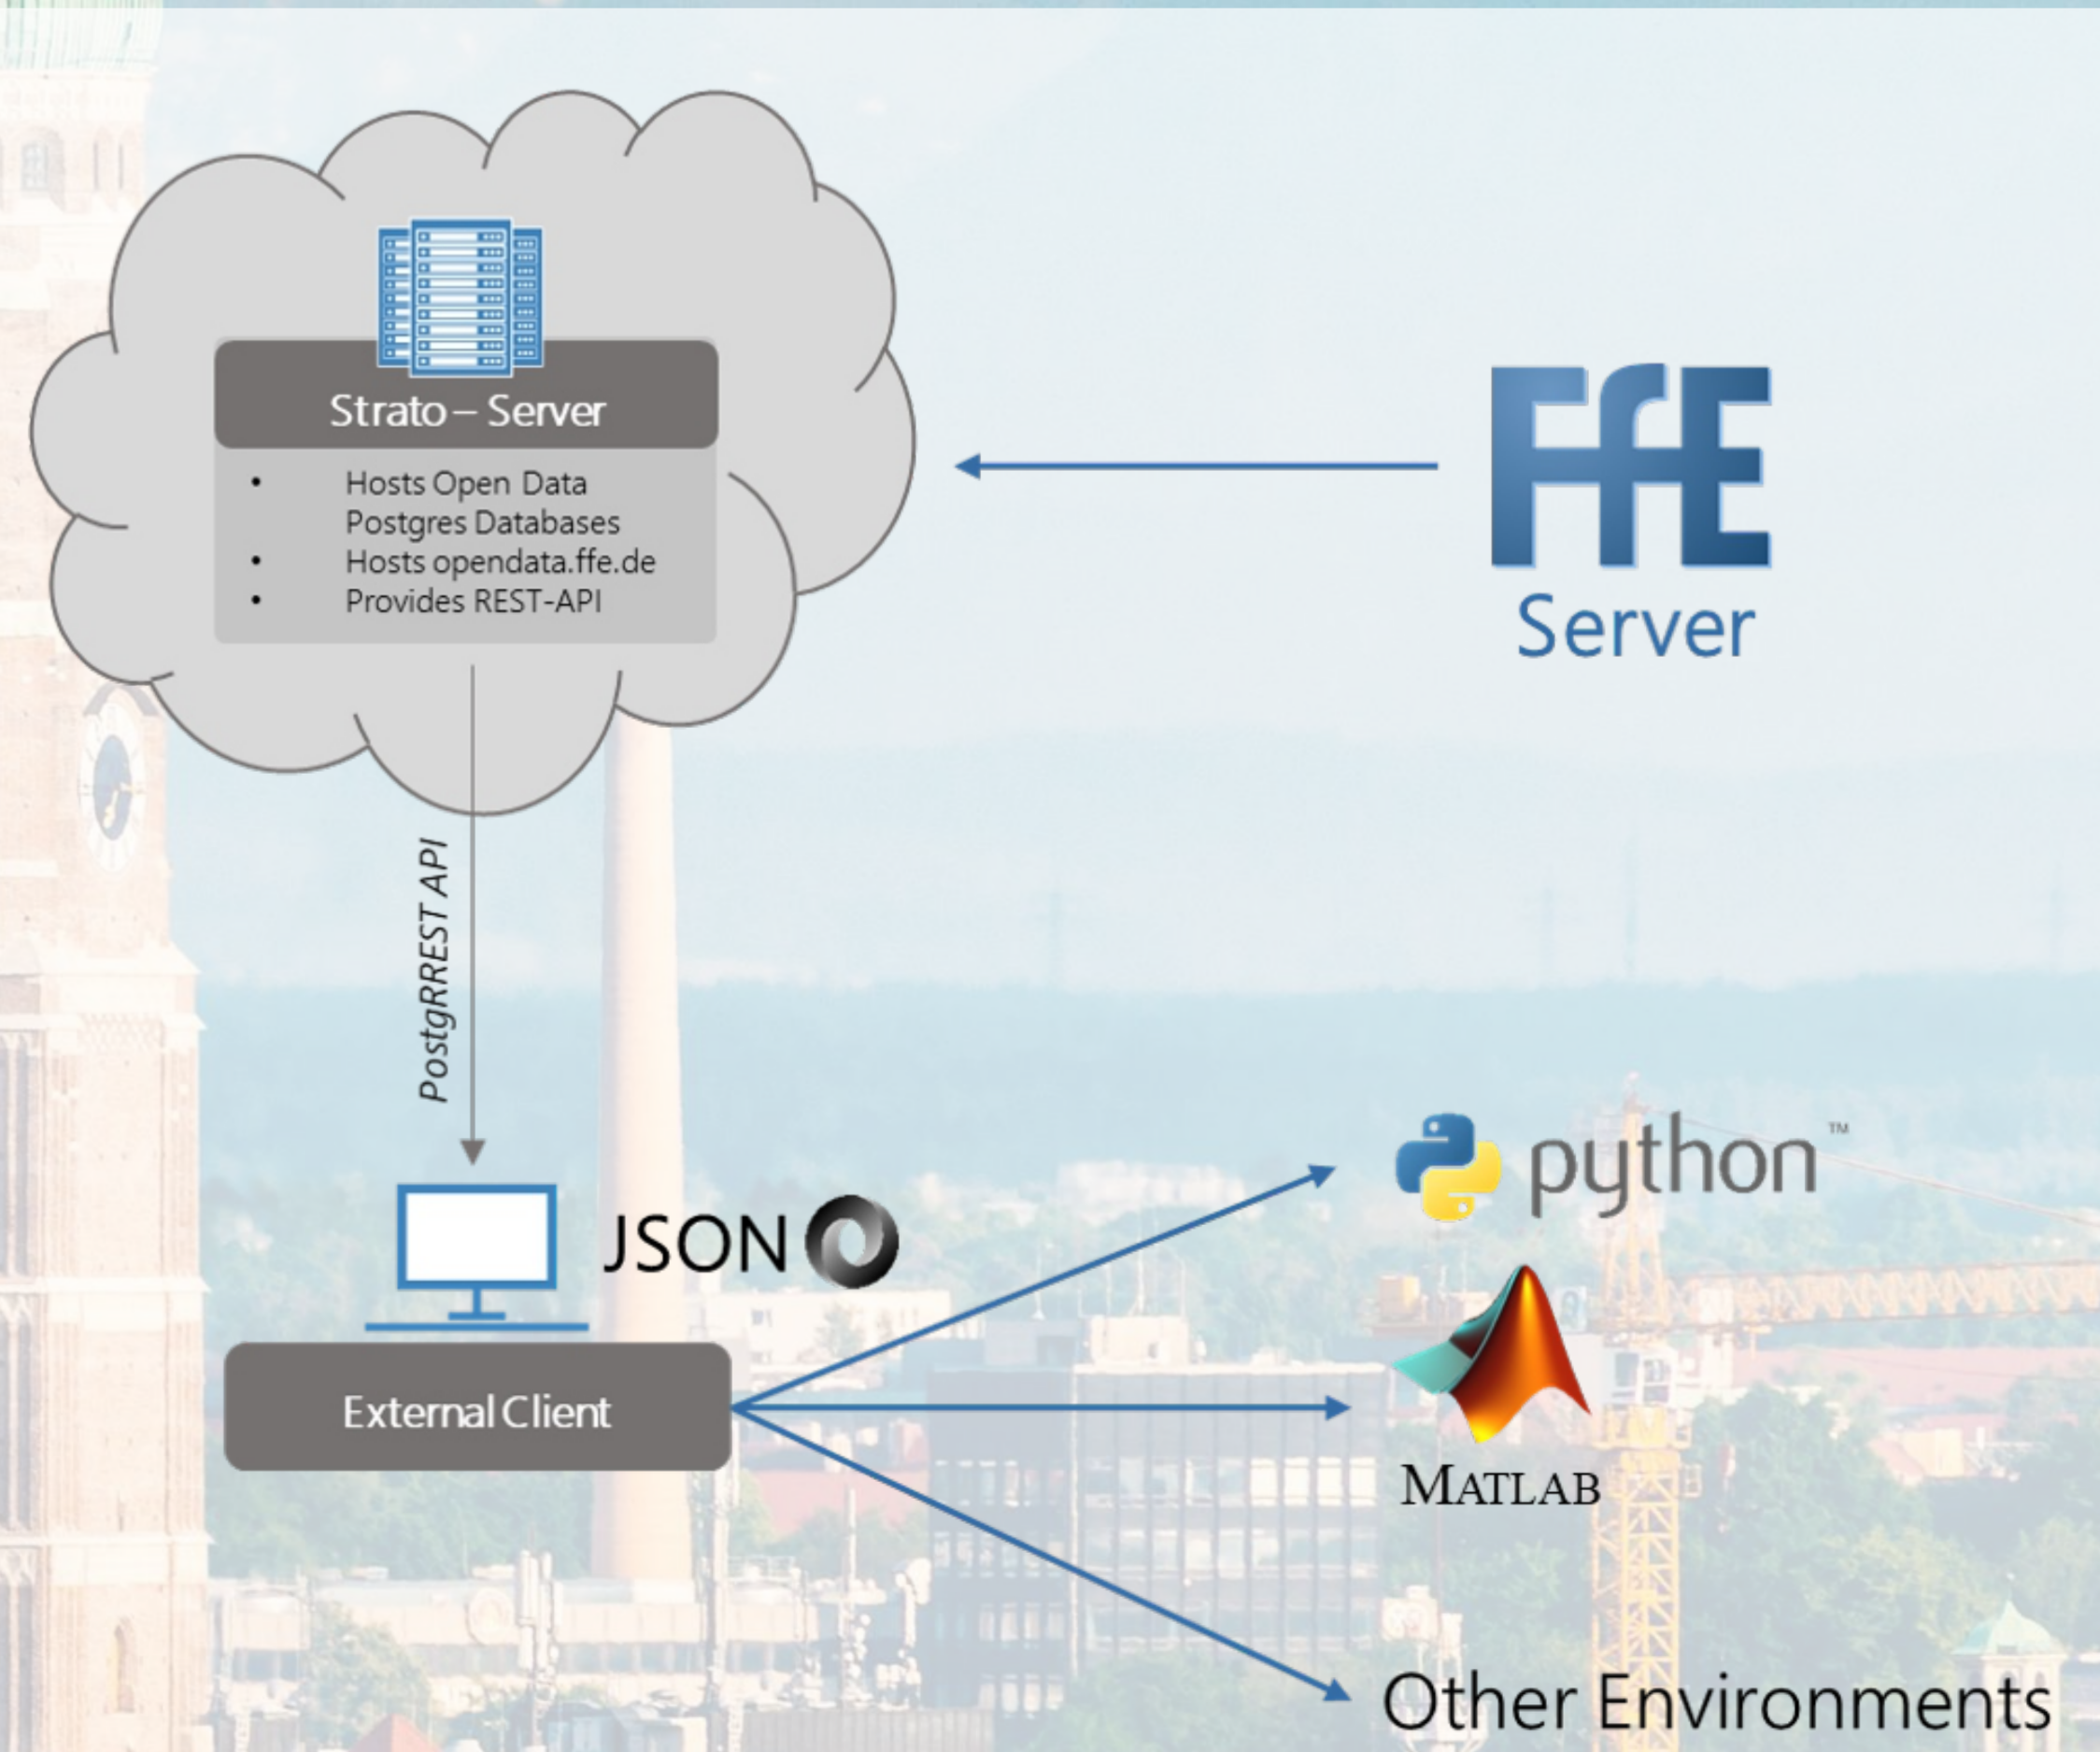 Strato – Server
• Hosts Open Data
Postgres Databases
• Hosts opendata.ffe.de
• Provides REST-API
FfE
Server
PostgRREST API
JSON
External Client
python™
MATLAB
Other Environments